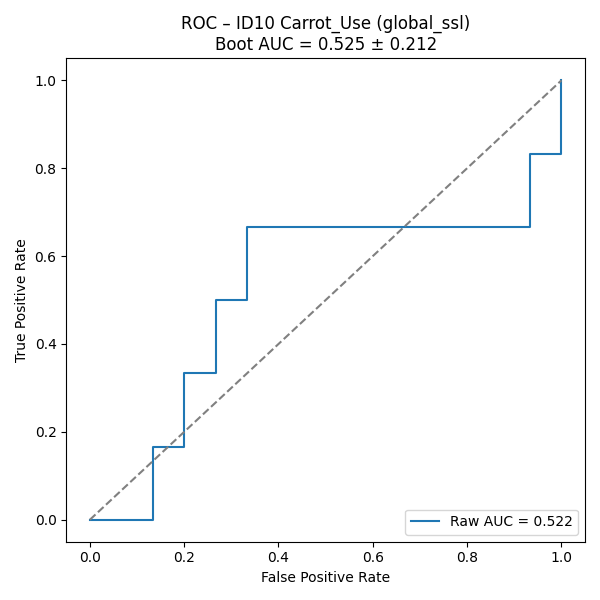 ROC – ID10 Carrot_Use (global_ssl)
Boot AUC = 0.525 ± 0.212
True Positive Rate
1.0
0.8
0.6
0.4
0.2
0.0
Raw AUC = 0.522
0.0 0.2 0.4 0.6 0.8 1.0
False Positive Rate